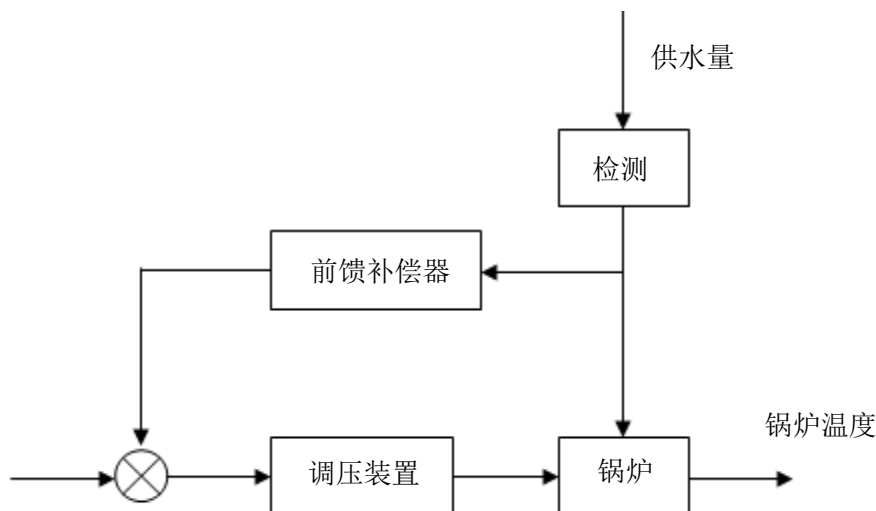 供水量
检测
前馈补偿器
锅炉温度
调压装置
锅炉